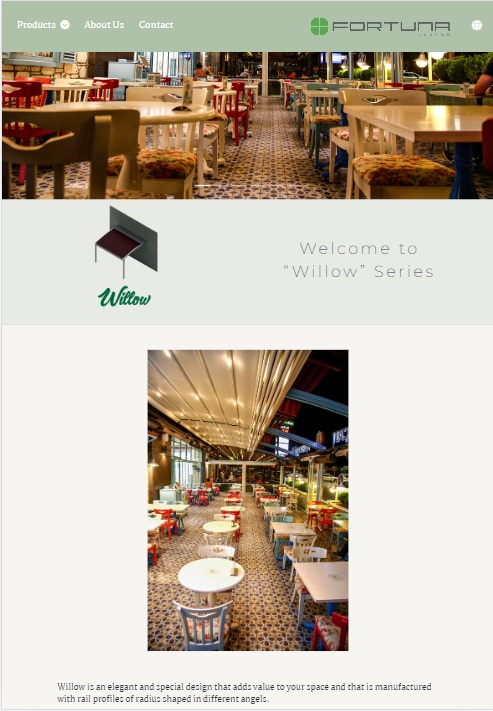 Products About Us Contact FORTUNA
Willow
Welcome to
“Willow” Series
Willow is an elegant and special design that adds value to your space and that is manufactured
with rail profiles of radius shaped in different angels.